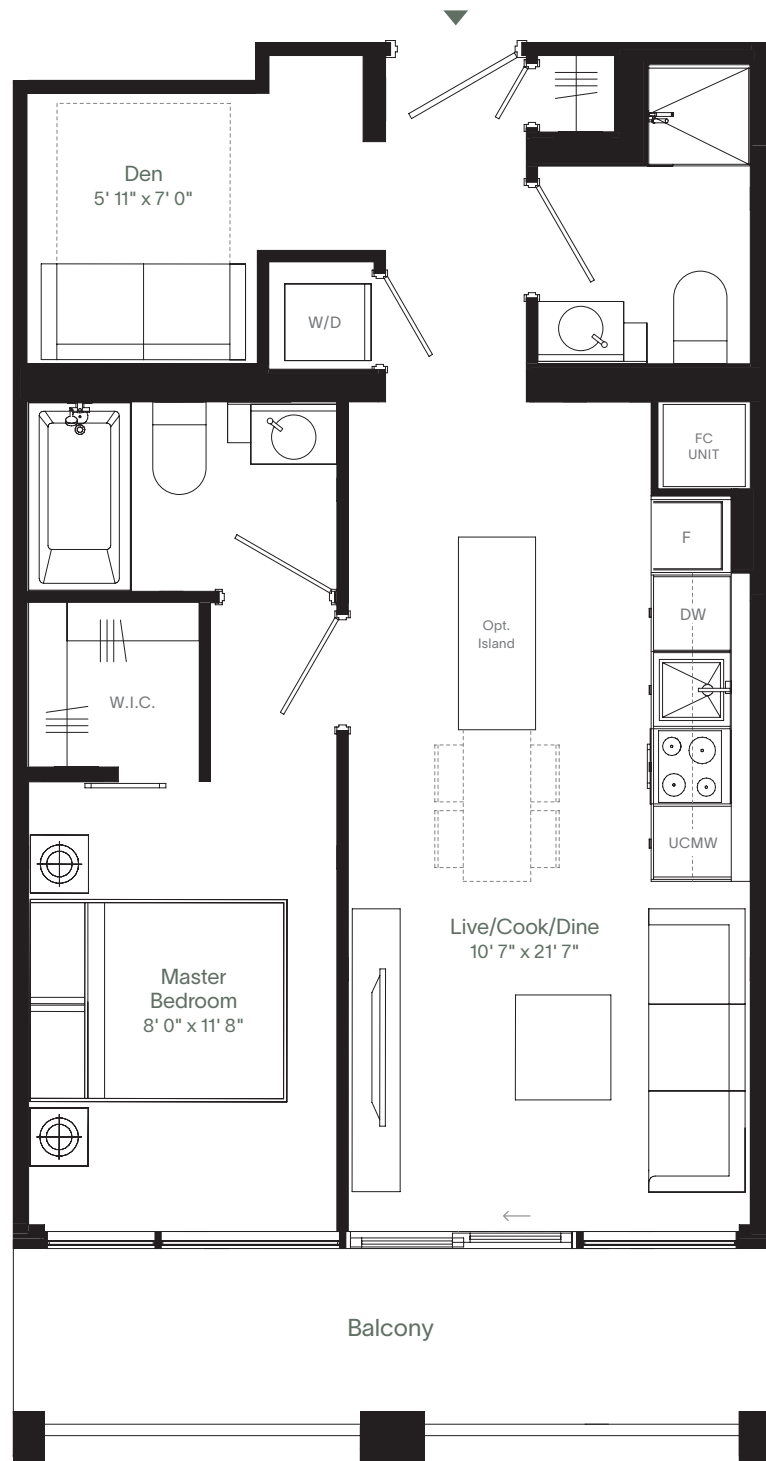 Den
5' 11" x 7' 0"
W/D
FC
UNIT
F
DW
Opt.
Island
W.I.C.
UCMW
Live/Cook/Dine
10' 7" x 21' 7"
Master
Bedroom
8' 0" x 11' 8"
Balcony